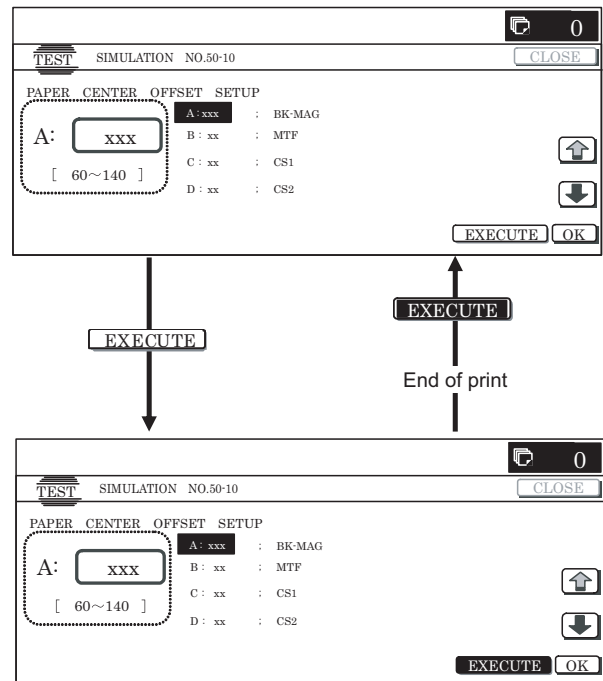 0
TEST SIMULATION NO.50-10 CLOSE
PAPER CENTER OFFSET SETUP
A: xxx
[ 60~140 ]
A:xxx ; BK-MAG
B : xx ; MTF
C : xx ; CS1
D : xx ; CS2
EXECUTE OK
EXECUTE
EXECUTE
End of print
0
TEST SIMULATION NO.50-10 CLOSE
PAPER CENTER OFFSET SETUP
A: xxx
[ 60~140 ]
A: xxx ; BK-MAG
B : xx ; MTF
C : xx ; CS1
D : xx ; CS2
EXECUTE OK